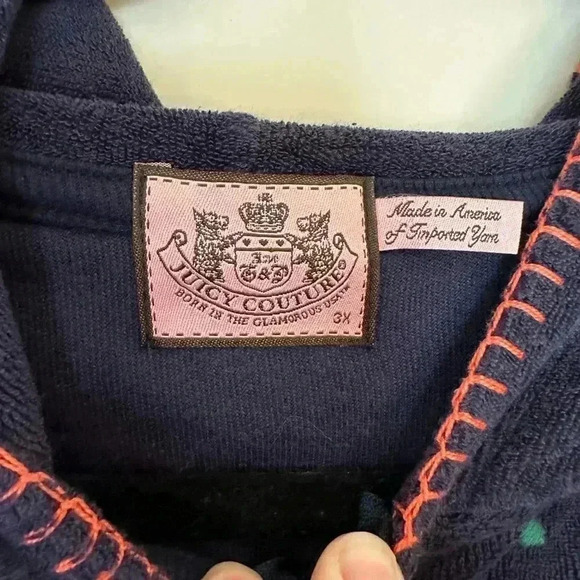 G&P
JUICY COUTURE®
BORN IN THE GLAMOROUS USA
3X
Made in America
of Imported Yarn